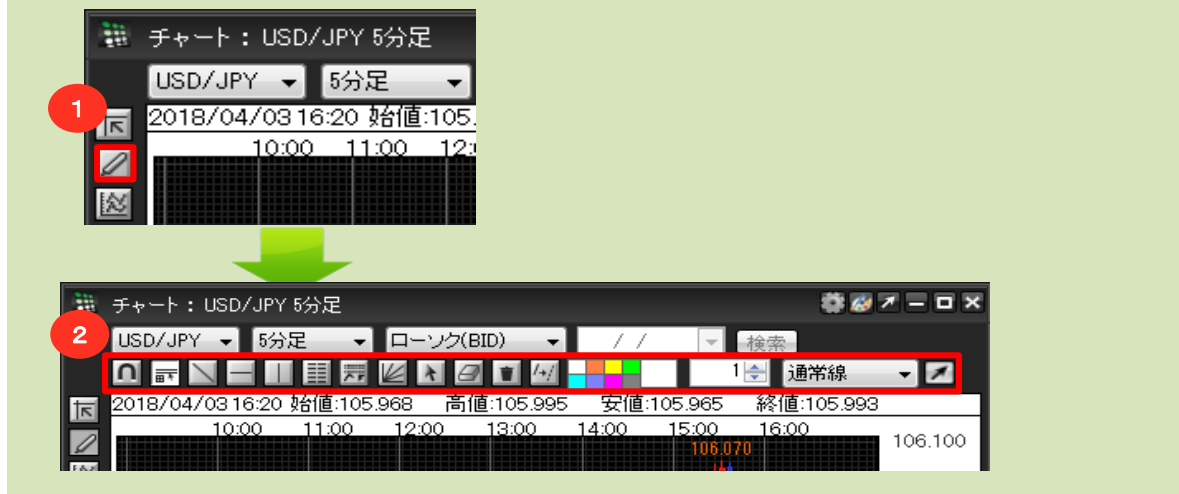 チャート：USD/JPY 5分足
USD/JPY 5分足
1
2018/04/03 16:20 始値:105.
10:00 11:00 12:
チャート：USD/JPY 5分足
2
USD/JPY 5分足 ローソク(BID) / / 検索
1 通常線
2018/04/03 16:20 始値:105.968 高値:105.995 安値:105.965 終値:105.993
10:00 11:00 12:00 13:00 14:00 15:00 16:00
106.100
106.070